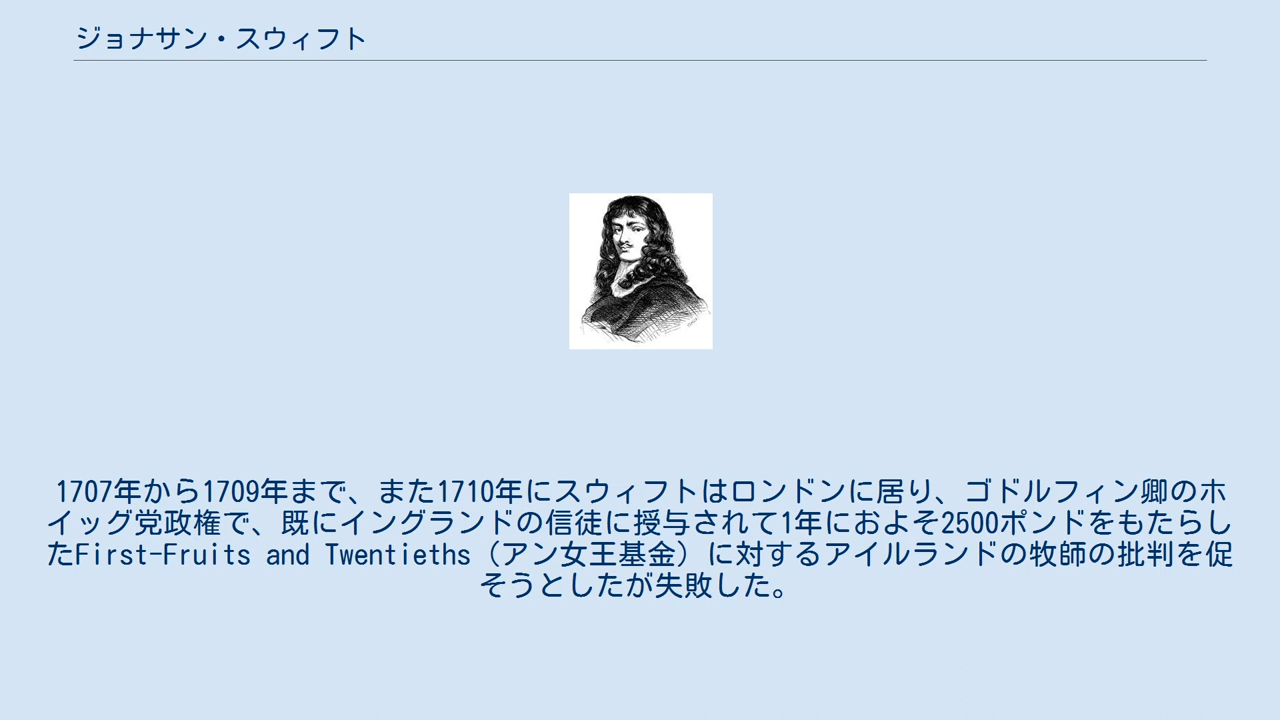 ジョナサン・スウィフト
1707年から1709年まで、また1710年にスウィフトはロンドンに居り、ゴドルフィン卿のホ
イッグ党政権で、既にイングランドの信徒に授与されて1年におよそ2500ポンドをもたらし
たFirst-Fruits and Twentieths（アン女王基金）に対するアイルランドの牧師の批判を促
そうとしたが失敗した。